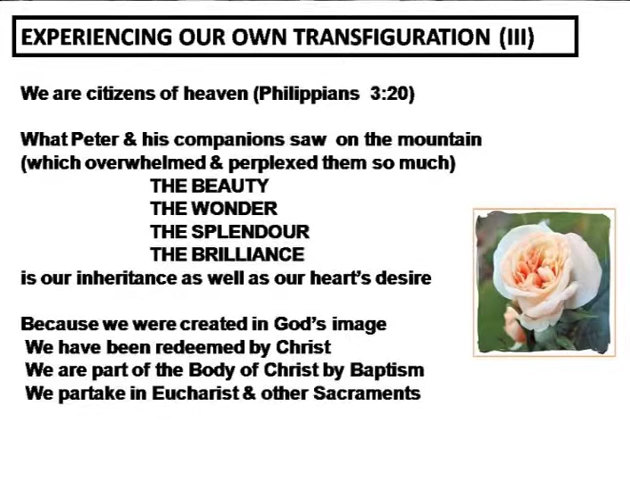 EXPERIENCING OUR OWN TRANSFIGURATION (III)
We are citizens of heaven (Philippians 3:20)
What Peter & his companions saw on the mountain
(which overwhelmed & perplexed them so much)
THE BEAUTY
THE WONDER
THE SPLENDOUR
THE BRILLIANCE
is our inheritance as well as our heart's desire
Because we were created in God's image
We have been redeemed by Christ
We are part of the Body of Christ by Baptism
We partake in Eucharist & other Sacraments